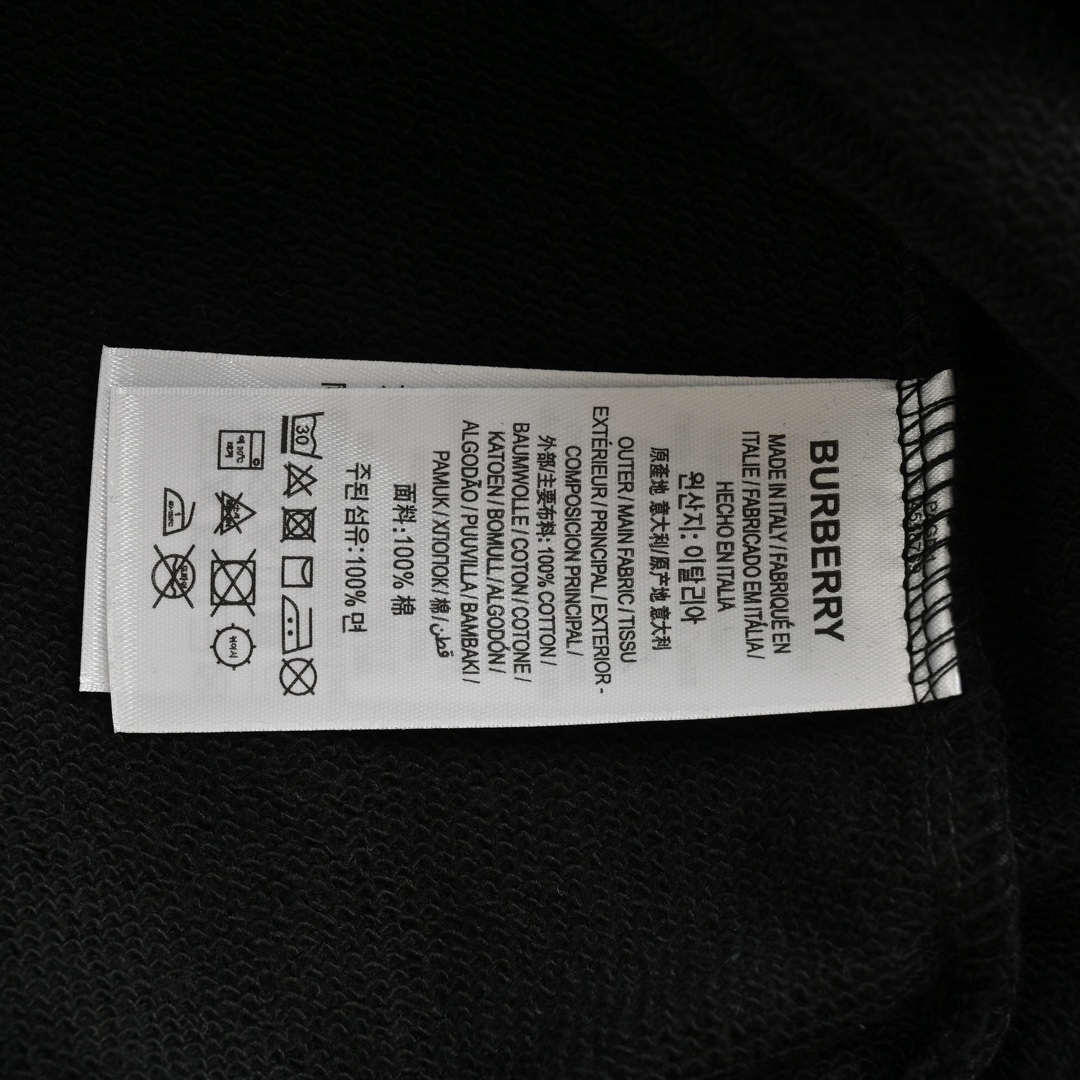 BURBERRY
MADE IN ITALY / FABRIQUÉ EN
ITALIE / FABRICADO EM ITÁLIA /
HECHO EN ITALIA
원산지: 이탈리아
原產地 意大利/原产地 意大利
OUTER / MAIN FABRIC / TISSU
EXTÉRIEUR / PRINCIPAL / EXTERIOR-
COMPOSICION PRINCIPAL /
外部/主要布料: 100% COTTON /
BAUMWOLLE / COTON / COTONE /
KATOEN / BOMULL / ALGODÓN /
ALGODÃO / PUUVILLA / BAMBAKI /
PAMUK / ХЛОПОК / 棉 / قطن
面料:100% 棉
주된 섬유:100% 면
30